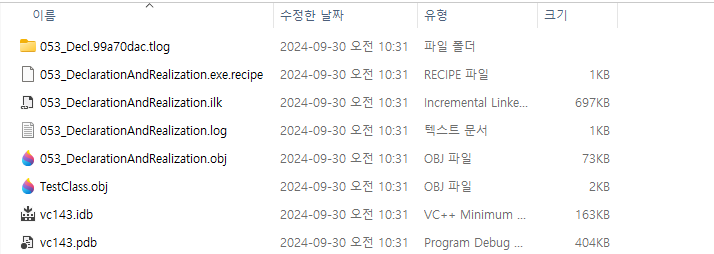 이름 수정한 날짜 유형 크기
053_Decl.99a70dac.tlog 2024-09-30 오전 10:31 파일 폴더
053_DeclarationAndRealization.exe.recipe 2024-09-30 오전 10:31 RECIPE 파일 1KB
053_DeclarationAndRealization.ilk 2024-09-30 오전 10:31 Incremental Linke... 697KB
053_DeclarationAndRealization.log 2024-09-30 오전 10:31 텍스트 문서 1KB
053_DeclarationAndRealization.obj 2024-09-30 오전 10:31 OBJ 파일 73KB
TestClass.obj 2024-09-30 오전 10:31 OBJ 파일 2KB
vc143.idb 2024-09-30 오전 10:31 VC++ Minimum ... 163KB
vc143.pdb 2024-09-30 오전 10:31 Program Debug ... 404KB